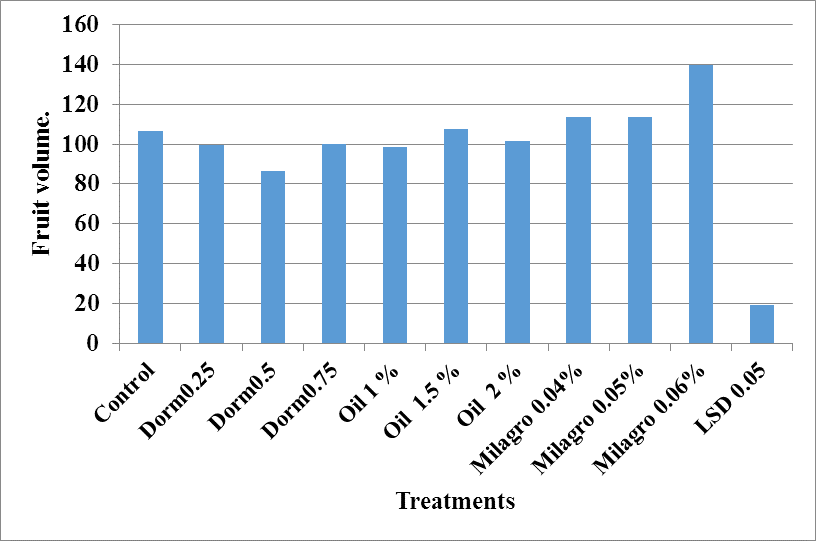 160
140
120
100
80
60
40
20
0
Fruit volume.
Control
Dorm0.25
Dorm0.5
Dorm0.75
Oil 1 %
Oil  1.5 %
Oil  2 %
Milagro 0.04%
Milagro 0.05%
Milagro 0.06%
LSD 0.05
Treatments